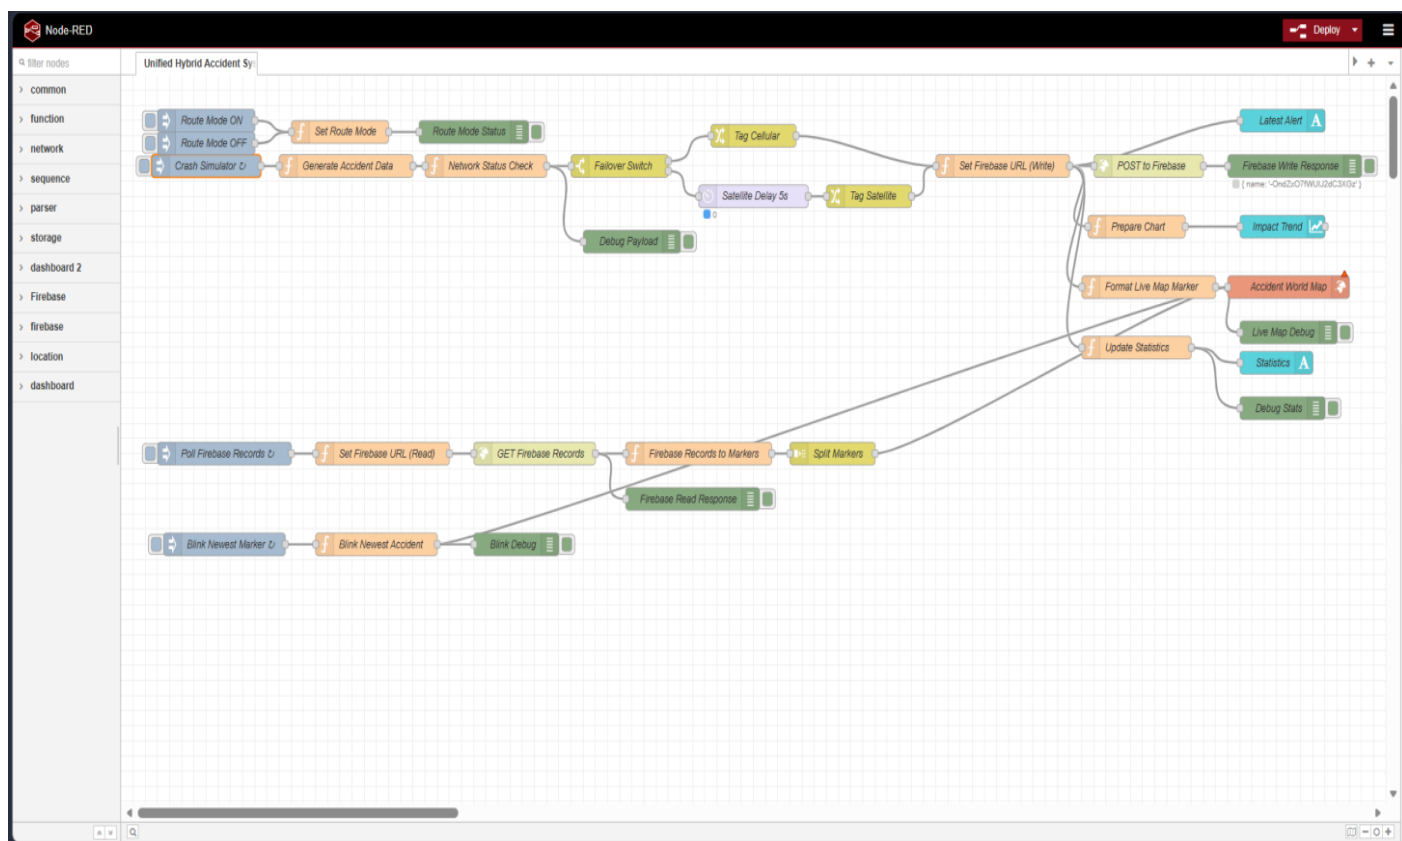 Node-RED
Deploy
filter nodes
Unified Hybrid Accident Sy
common
function
network
sequence
parser
storage
dashboard 2
Firebase
firebase
location
dashboard
Route Mode ON
Route Mode OFF
Set Route Mode
Route Mode Status
Crash Simulator ↻
Generate Accident Data
Network Status Check
Failover Switch
Tag Cellular
Satellite Delay 5s
0
Tag Satellite
Debug Payload
Set Firebase URL (Write)
Latest Alert
POST to Firebase
Firebase Write Response
Prepare Chart
Impact Trend
Format Live Map Marker
Accident World Map
Live Map Debug
Update Statistics
Statistics
Debug Stats
Poll Firebase Records ↻
Set Firebase URL (Read)
GET Firebase Records
Firebase Records to Markers
Split Markers
Firebase Read Response
Blink Newest Marker ↻
Blink Newest Accident
Blink Debug